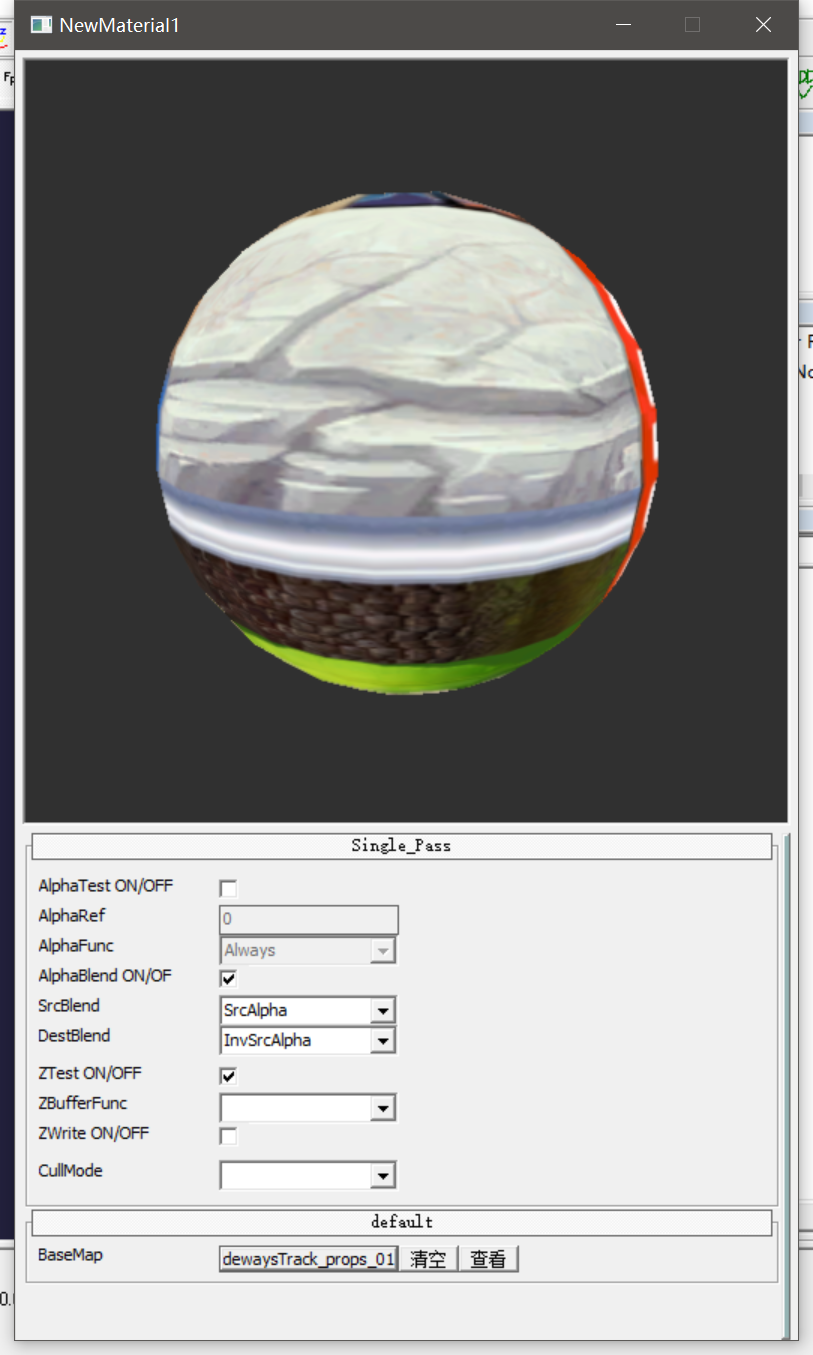 NewMaterial1
Single_Pass
AlphaTest ON/OFF
AlphaRef 0
AlphaFunc Always
AlphaBlend ON/OF
SrcBlend SrcAlpha
DestBlend InvSrcAlpha
ZTest ON/OFF
ZBufferFunc
ZWrite ON/OFF
CullMode
default
BaseMap dewaysTrack_props_01 清空 查看